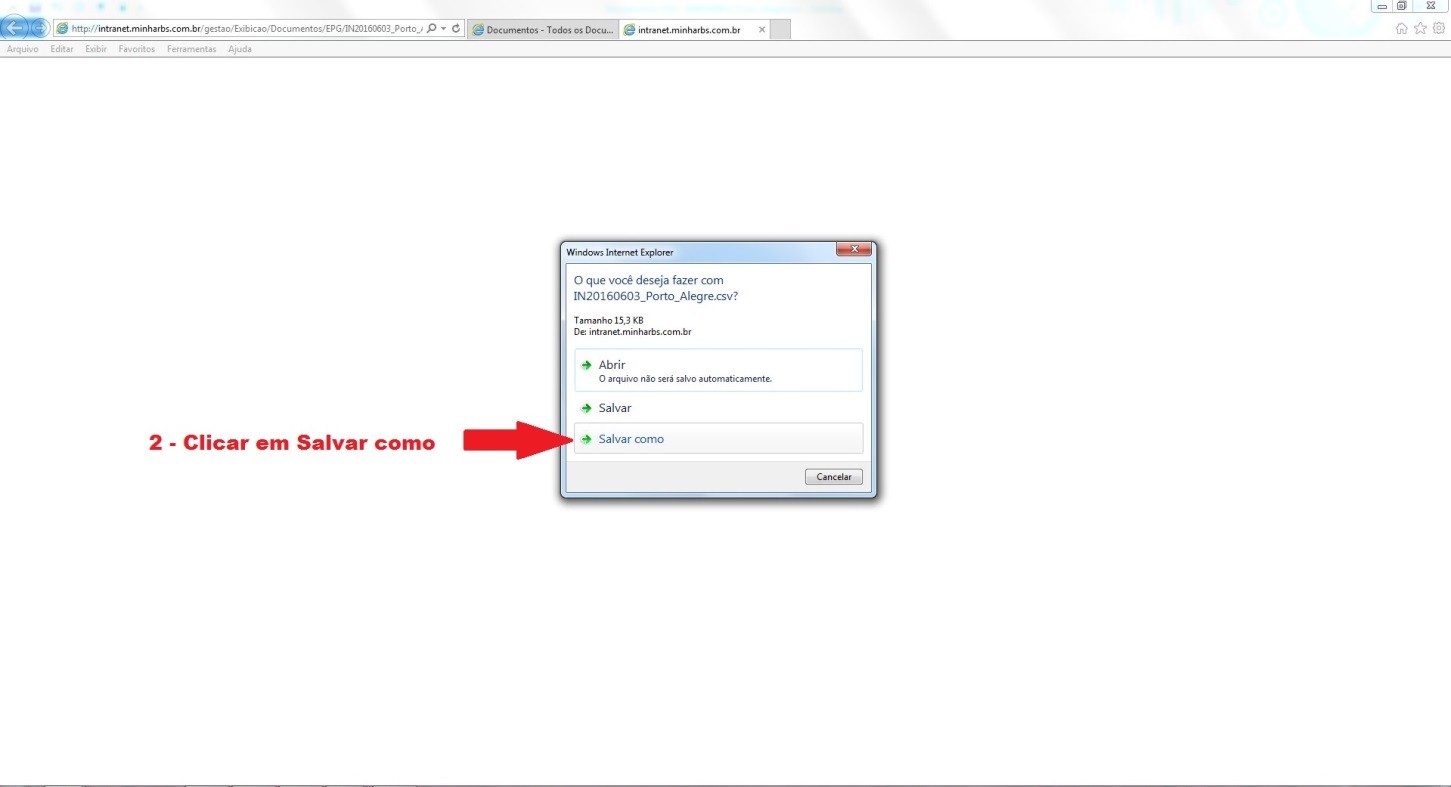 http://intranet.minharbs.com.br/gestao/Exibicao/Documentos/EPG/IN20160603_Porto_
Documentos - Todos os Docu...
intranet.minharbs.com.br
Arquivo Editar Exibir Favoritos Ferramentas Ajuda
Windows Internet Explorer
O que você deseja fazer com
IN20160603_Porto_Alegre.csv?
Tamanho 15,3 KB
De: intranet.minharbs.com.br
Abrir
O arquivo não será salvo automaticamente.
Salvar
2 - Clicar em Salvar como
Salvar como
Cancelar